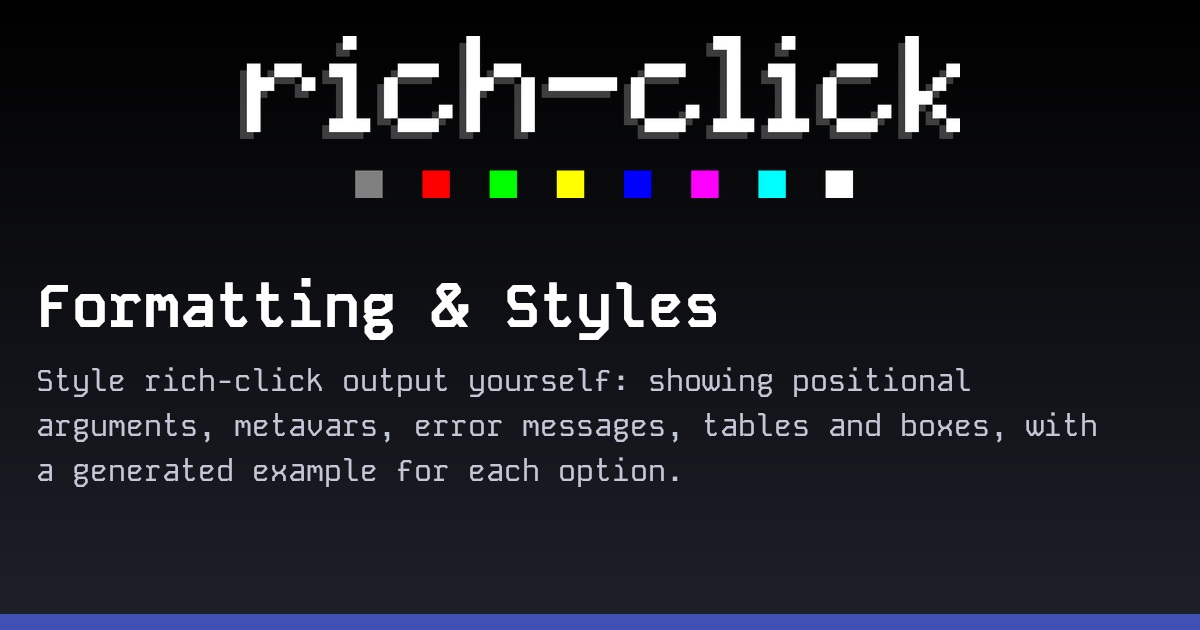 rich-click
Formatting & Styles
Style rich-click output yourself: showing positional
arguments, metavars, error messages, tables and boxes, with
a generated example for each option.